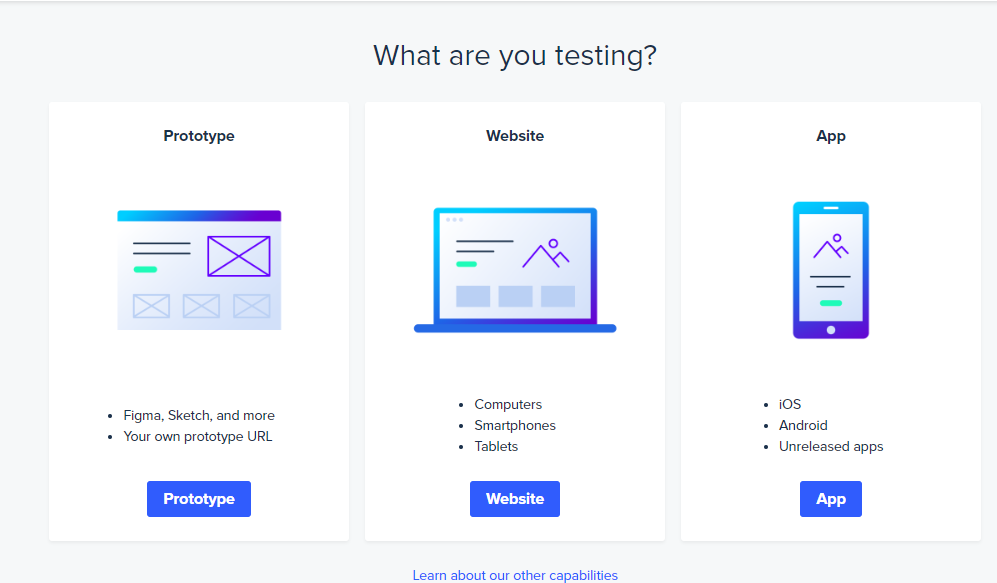 What are you testing?
Prototype
Figma, Sketch, and more
Your own prototype URL
Prototype
Website
Computers
Smartphones
Tablets
Website
App
iOS
Android
Unreleased apps
App
Learn about our other capabilities